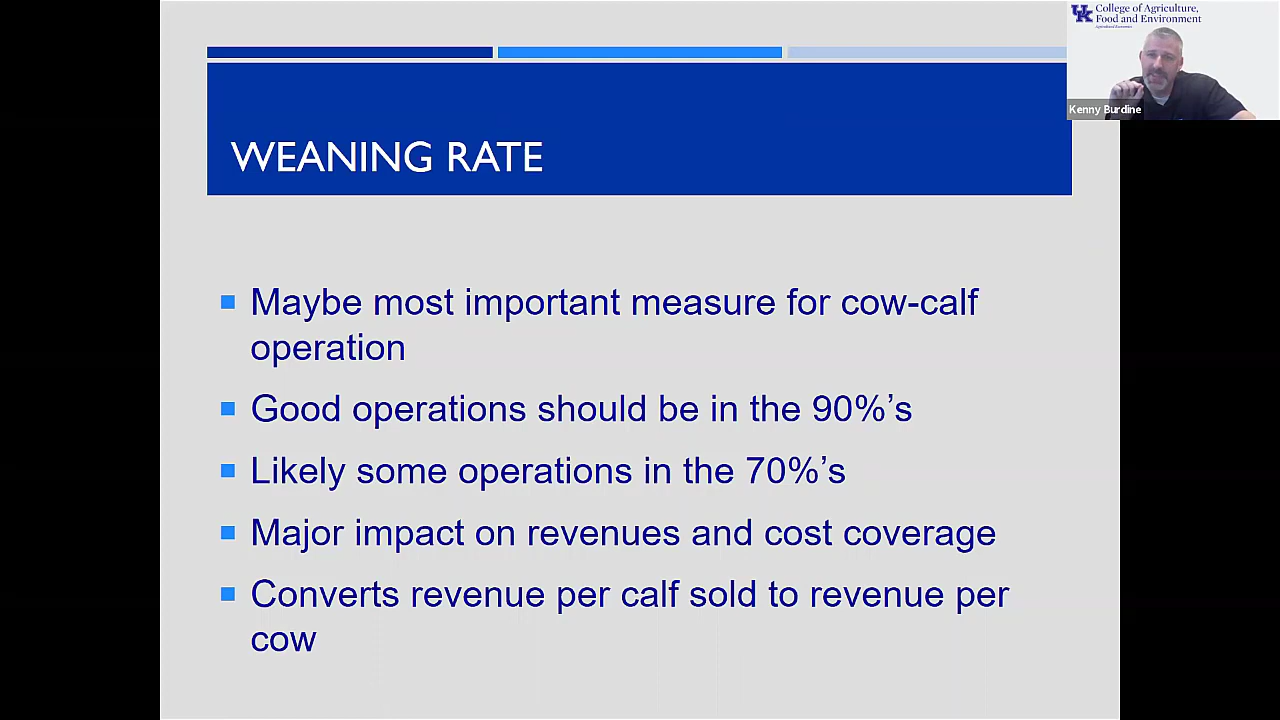 College of Agriculture,
Food and Environment
Agricultural Economics
Kenny Burdine
WEANING RATE
Maybe most important measure for cow-calf
operation
Good operations should be in the 90%’s
Likely some operations in the 70%’s
Major impact on revenues and cost coverage
Converts revenue per calf sold to revenue per
cow